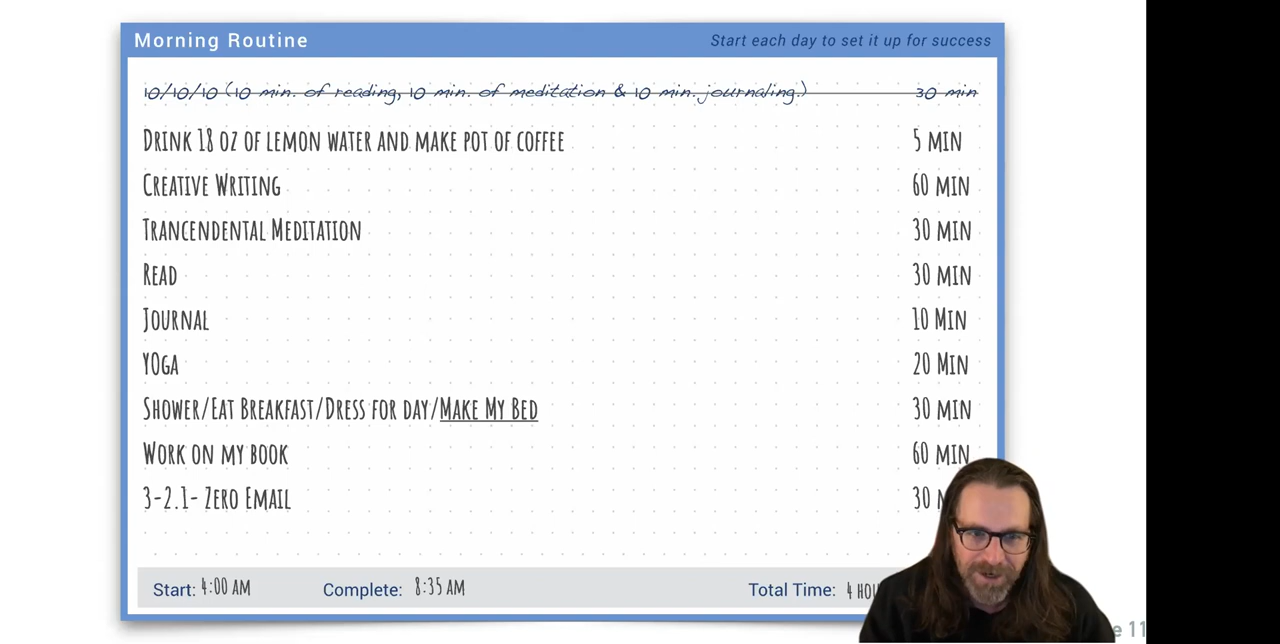 Morning Routine Start each day to set it up for success
10/10/10 (10 min. of reading, 10 min. of meditation & 10 min. journaling.) 30 min
Drink 18 oz of lemon water and make pot of coffee 5 min
Creative Writing 60 min
Trancendental Meditation 30 min
Read 30 min
Journal 10 Min
YOga 20 Min
Shower/Eat Breakfast/Dress for day/Make My Bed 30 min
Work on my book 60 min
3-2.1- Zero Email 30
Start: 4:00 AM Complete: 8:35 AM Total Time: 4
11